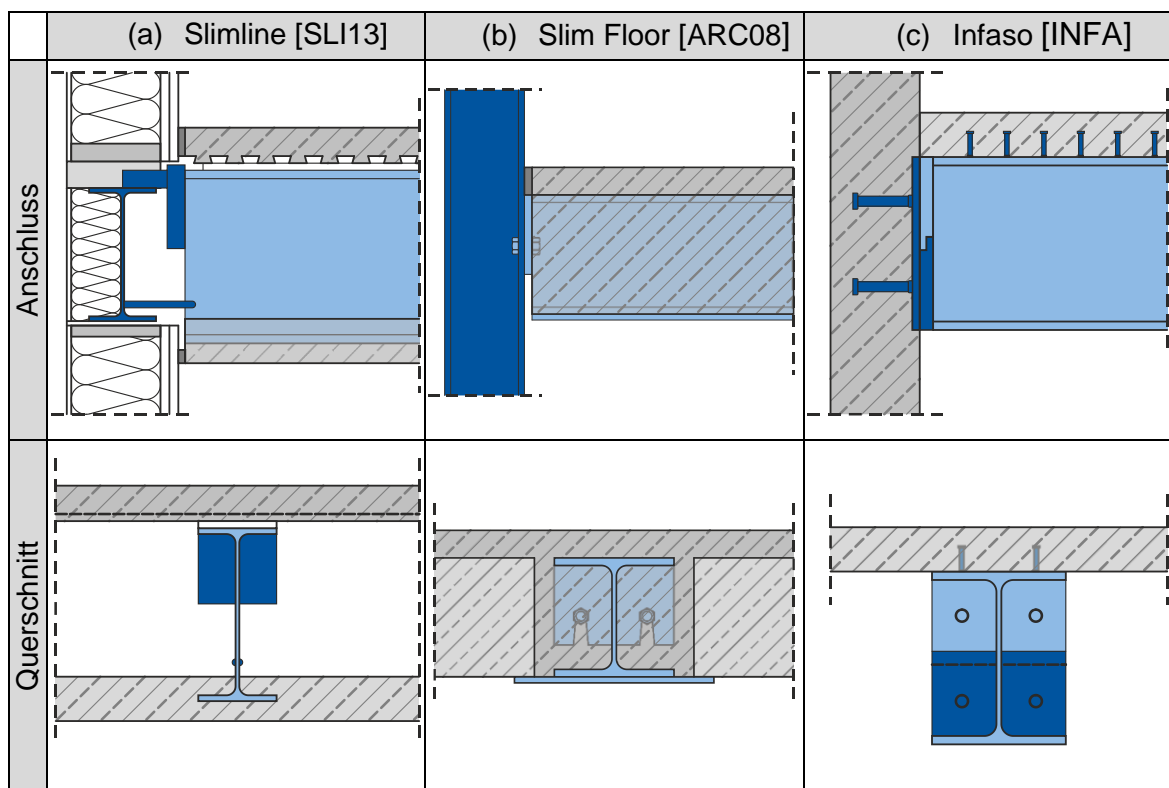 (a) Slimline [SLI13]
(b) Slim Floor [ARC08]
(c) Infaso [INFA]
Anschluss
Querschnitt